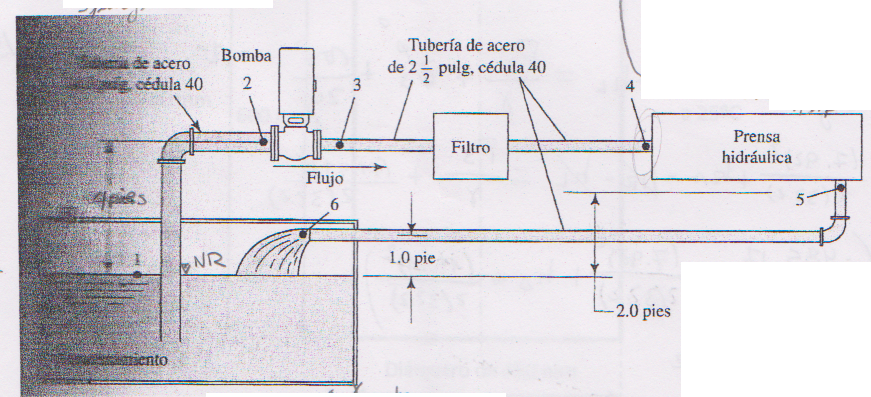 Tubería de acero
pulg, cédula 40
Bomba
2
3
Tubería de acero
de 2 1/2 pulg, cédula 40
4
Filtro
Prensa
hidráulica
Flujo
5
4 pies
6
1
NR
1.0 pie
2.0 pies